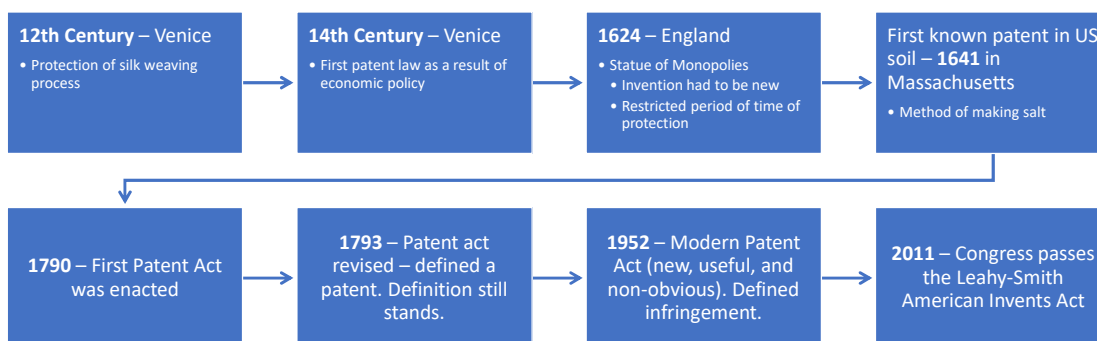 12th Century – Venice
• Protection of silk weaving
process
14th Century – Venice
• First patent law as a result of
economic policy
1624 – England
• Statue of Monopolies
• Invention had to be new
• Restricted period of time of
protection
First known patent in US
soil – 1641 in
Massachusetts
• Method of making salt
1790 – First Patent Act
was enacted
1793 – Patent act
revised – defined a
patent. Definition still
stands.
1952 – Modern Patent
Act (new, useful, and
non-obvious). Defined
infringement.
2011 – Congress passes
the Leahy-Smith
American Invents Act